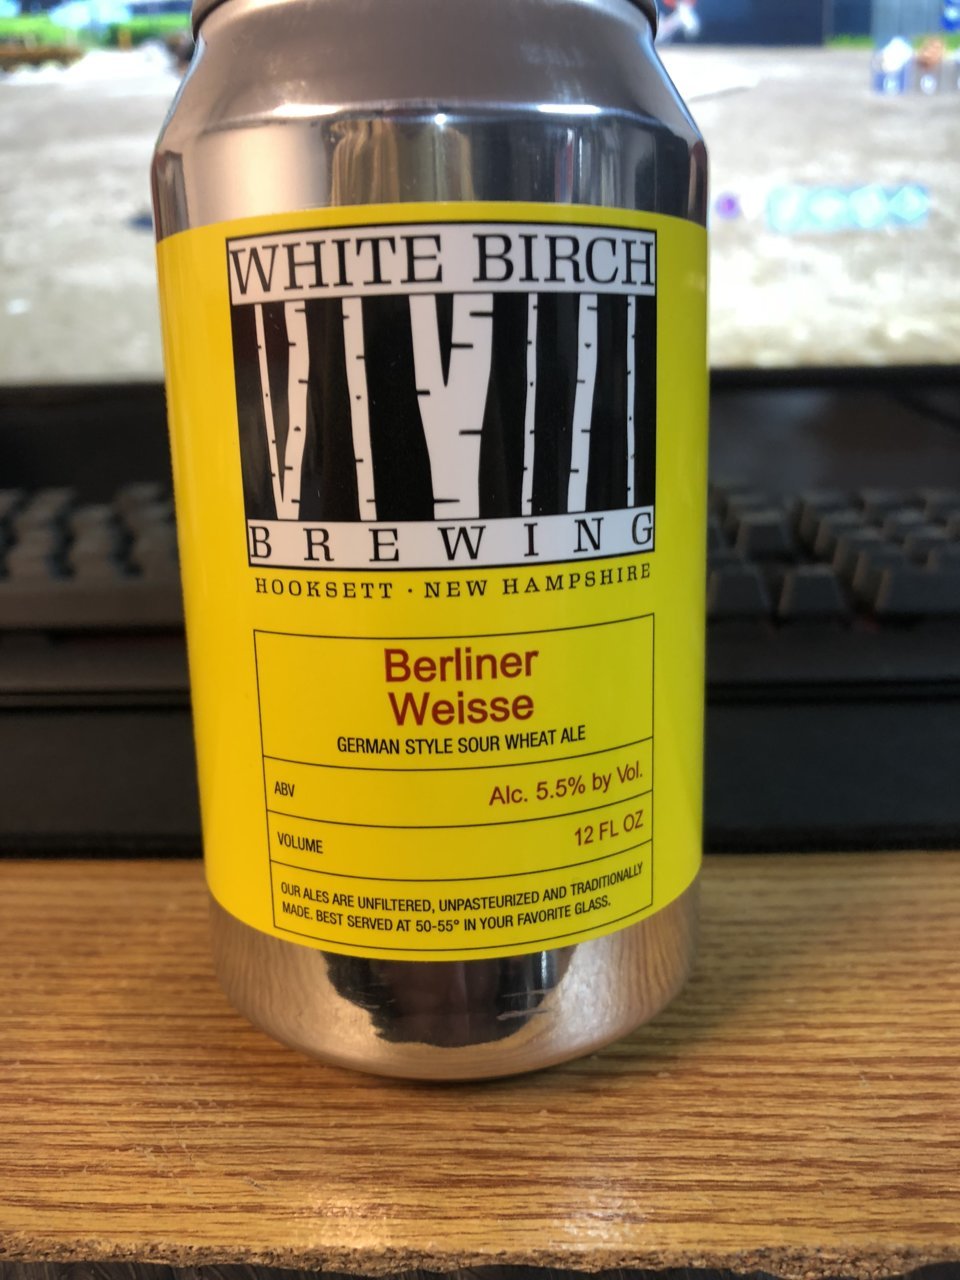 WHITE BIRCH
BREWING
HOOKSETT · NEW HAMPSHIRE
Berliner
Weisse
GERMAN STYLE SOUR WHEAT ALE
ABV Alc. 5.5% by Vol.
VOLUME 12 FL OZ
OUR ALES ARE UNFILTERED, UNPASTEURIZED AND TRADITIONALLY
MADE. BEST SERVED AT 50-55° IN YOUR FAVORITE GLASS.